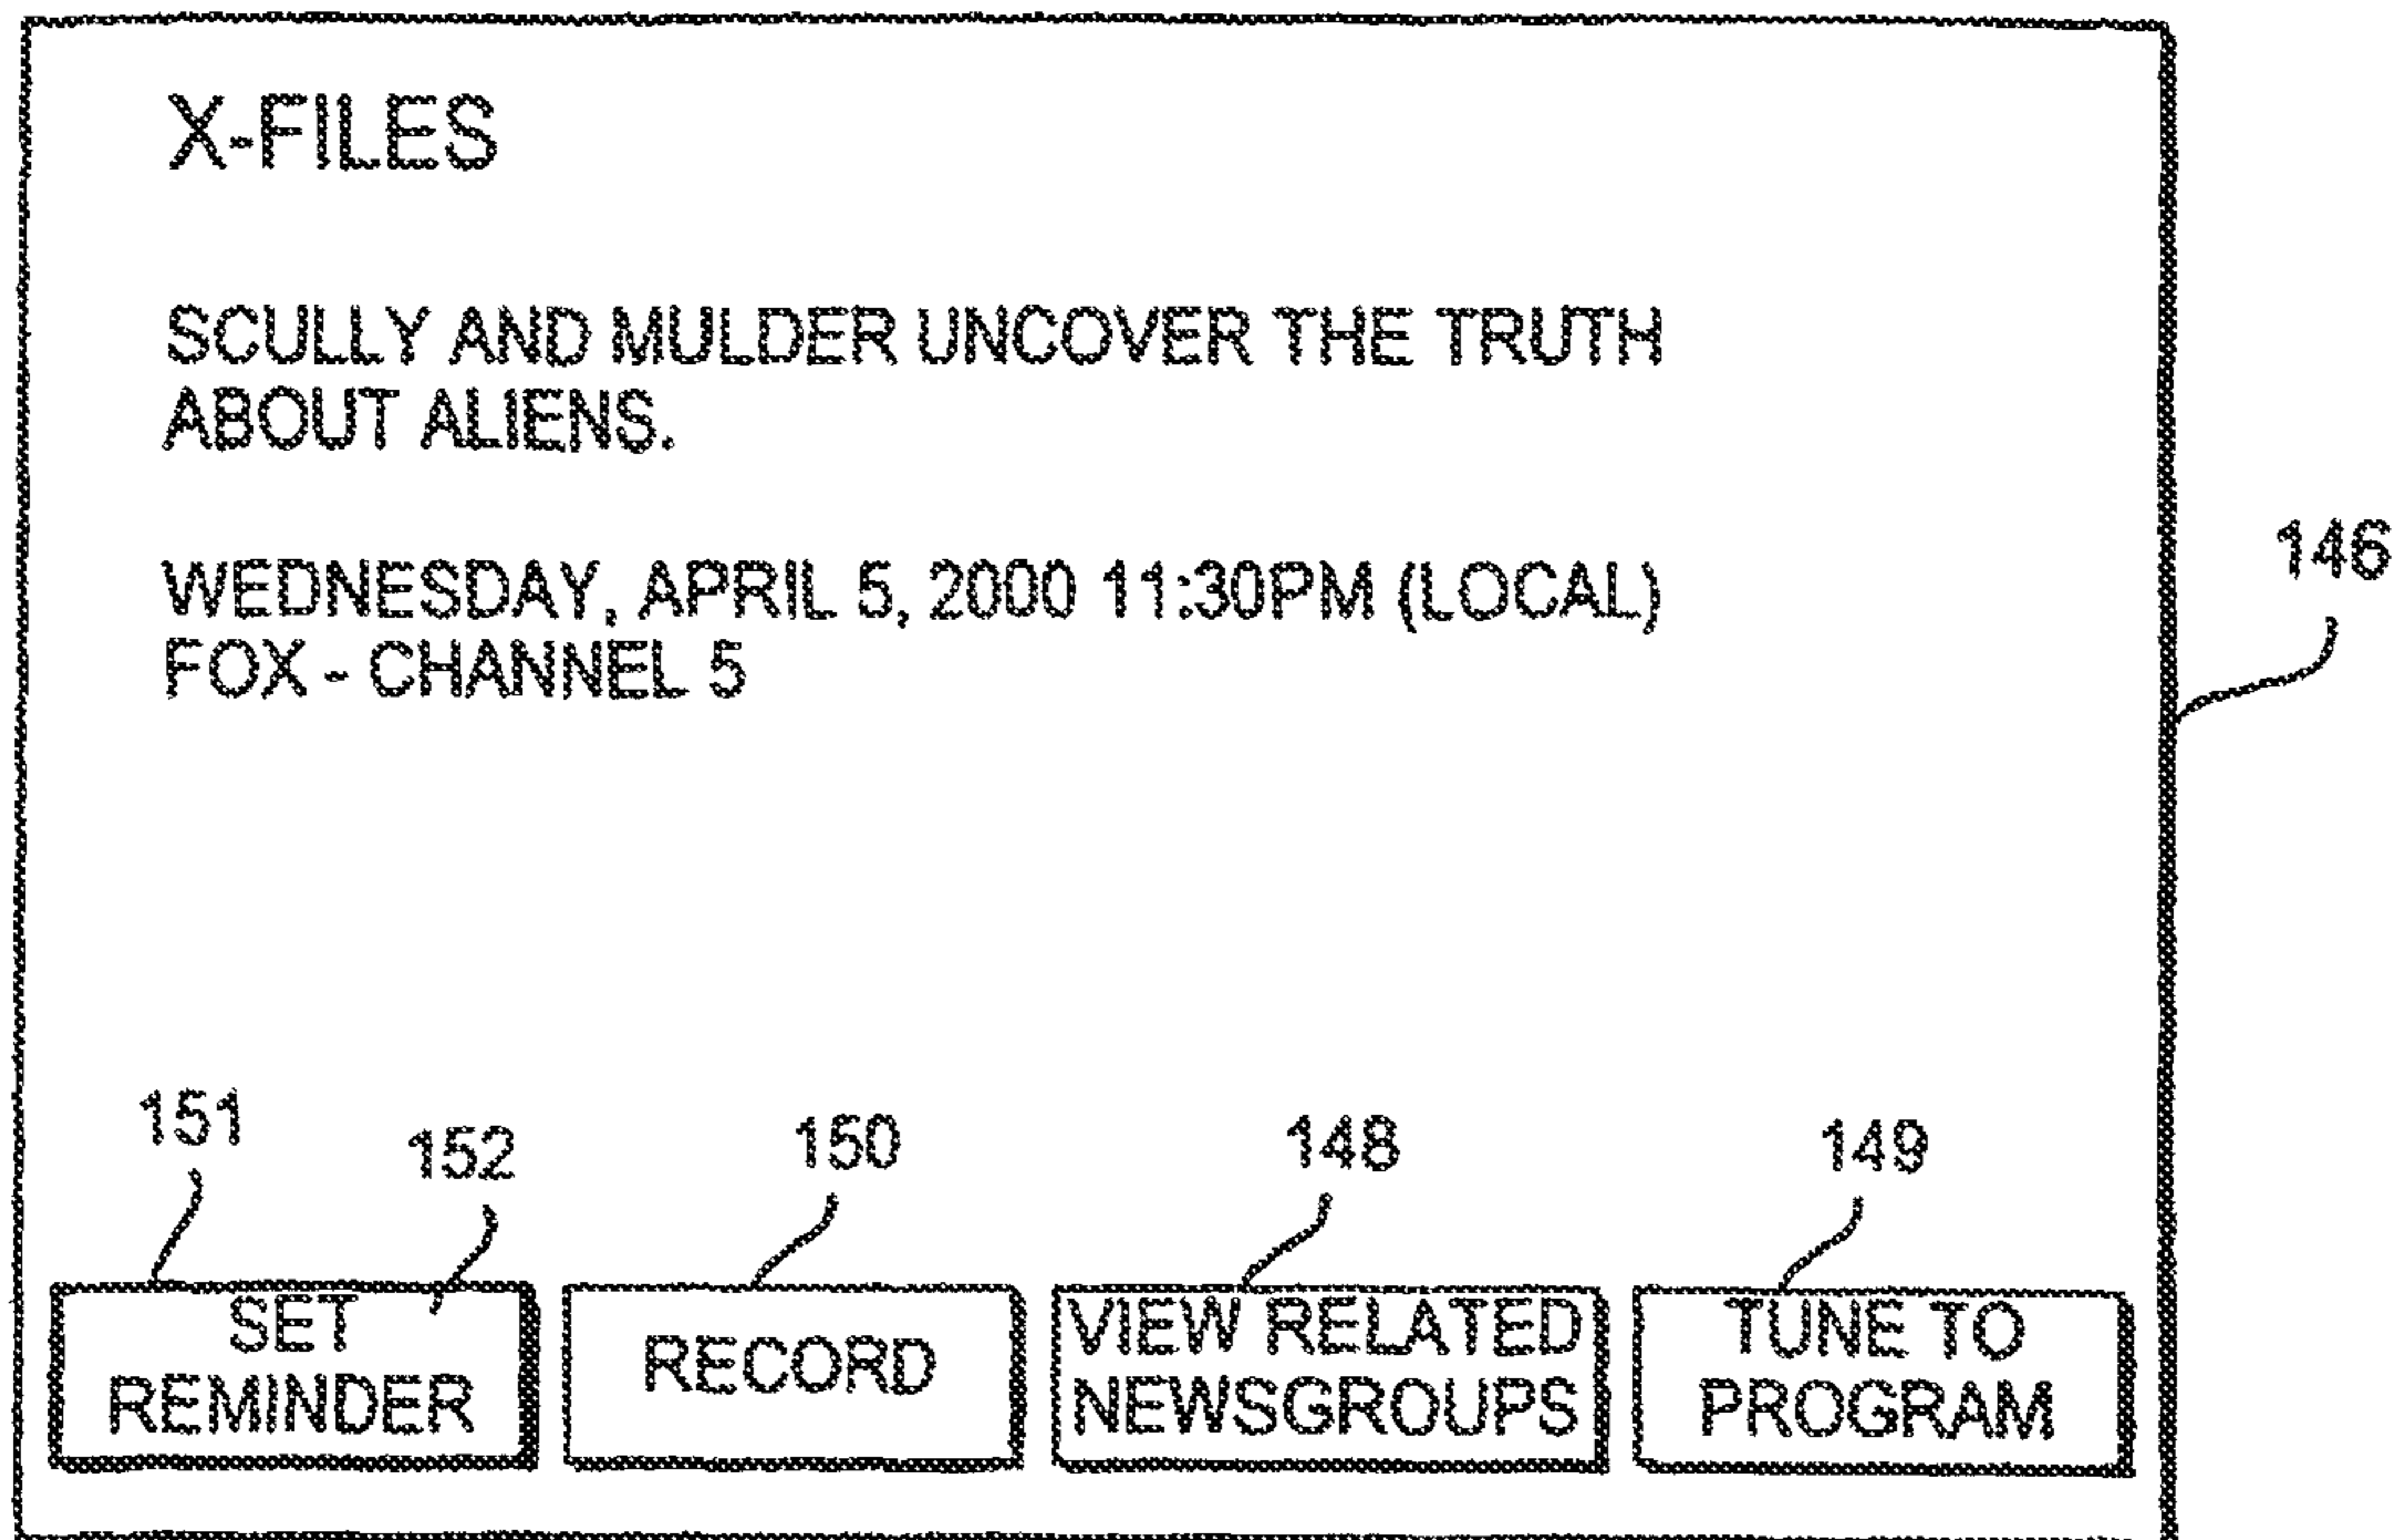 X-FILES
SCULLY AND MULDER UNCOVER THE TRUTH
ABOUT ALIENS.
WEDNESDAY, APRIL 5, 2000 11:30PM (LOCAL)
FOX - CHANNEL 5
146
151
152
150
148
149
SET
REMINDER
RECORD
VIEW RELATED
NEWSGROUPS
TUNE TO
PROGRAM